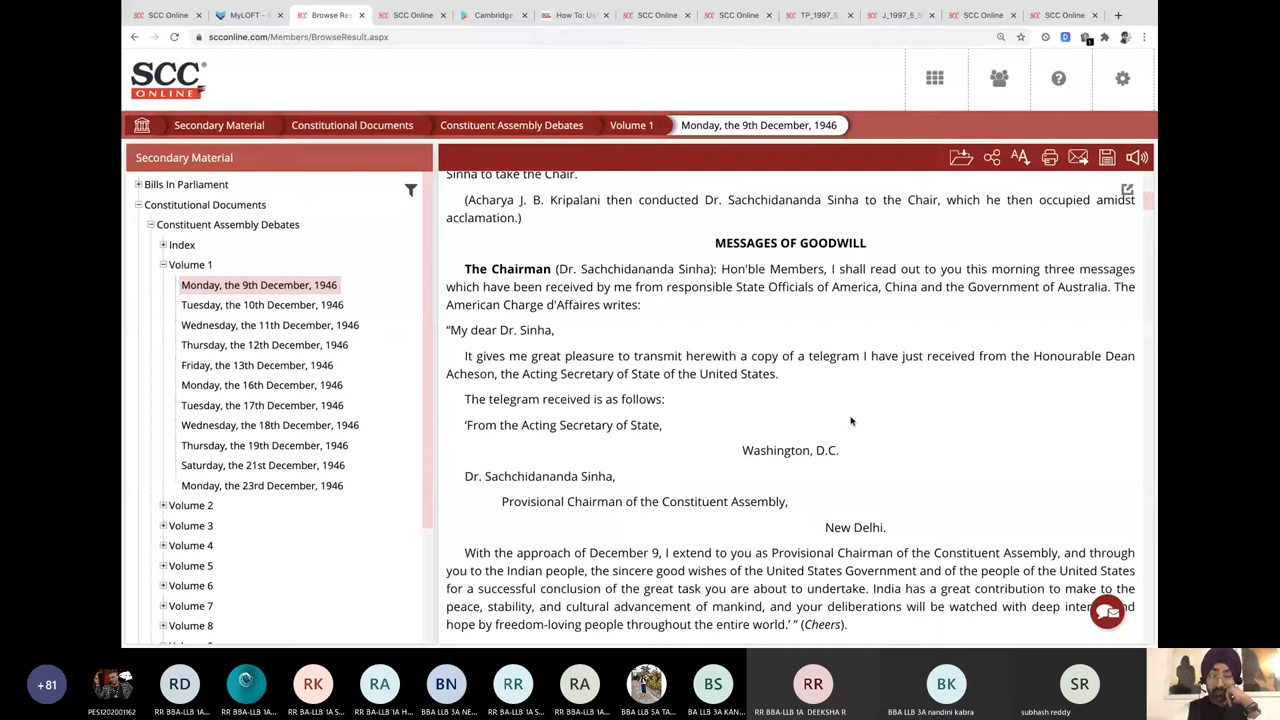 SCC Online
MyLOFT -
Browse Res
SCC Online
Cambridge
How To: Us
SCC Online
SCC Online
TP_1997_5_
J_1997_5_S
SCC Online
SCC Online
scconline.com/Members/BrowseResult.aspx
SCC
ONLINE
Secondary Material
Constitutional Documents
Constituent Assembly Debates
Volume 1
Monday, the 9th December, 1946
Secondary Material
Bills In Parliament
Constitutional Documents
Constituent Assembly Debates
Index
Volume 1
Monday, the 9th December, 1946
Tuesday, the 10th December, 1946
Wednesday, the 11th December, 1946
Thursday, the 12th December, 1946
Friday, the 13th December, 1946
Monday, the 16th December, 1946
Tuesday, the 17th December, 1946
Wednesday, the 18th December, 1946
Thursday, the 19th December, 1946
Saturday, the 21st December, 1946
Monday, the 23rd December, 1946
Volume 2
Volume 3
Volume 4
Volume 5
Volume 6
Volume 7
Volume 8
Sinha to take the Chair.
(Acharya J. B. Kripalani then conducted Dr. Sachchidananda Sinha to the Chair, which he then occupied amidst
acclamation.)
MESSAGES OF GOODWILL
The Chairman (Dr. Sachchidananda Sinha): Hon'ble Members, I shall read out to you this morning three messages
which have been received by me from responsible State Officials of America, China and the Government of Australia. The
American Charge d'Affaires writes:
“My dear Dr. Sinha,
It gives me great pleasure to transmit herewith a copy of a telegram I have just received from the Honourable Dean
Acheson, the Acting Secretary of State of the United States.
The telegram received is as follows:
‘From the Acting Secretary of State,
Washington, D.C.
Dr. Sachchidananda Sinha,
Provisional Chairman of the Constituent Assembly,
New Delhi.
With the approach of December 9, I extend to you as Provisional Chairman of the Constituent Assembly, and through
you to the Indian people, the sincere good wishes of the United States Government and of the people of the United States
for a successful conclusion of the great task you are about to undertake. India has a great contribution to make to the
peace, stability, and cultural advancement of mankind, and your deliberations will be watched with deep inter nd
hope by freedom-loving people throughout the entire world.’ ” (Cheers).
+81
RD
RK
RA
BN
RR
RA
BS
RR
BK
SR
PES1202001162
RR BBA-LLB 1A...
RR BBA-LLB 1A...
RR BA-LLB 1A S...
RR BBA-LLB 1A H...
BBA LLB 3A NE...
RR BBA-LLB 1A...
RR BBA-LLB 1A...
BBA LLB 5A TA...
BA LLB 3A KAN...
RR BBA-LLB 1A DEEKSHA R
BBA LLB 3A nandini kabra
subhash reddy